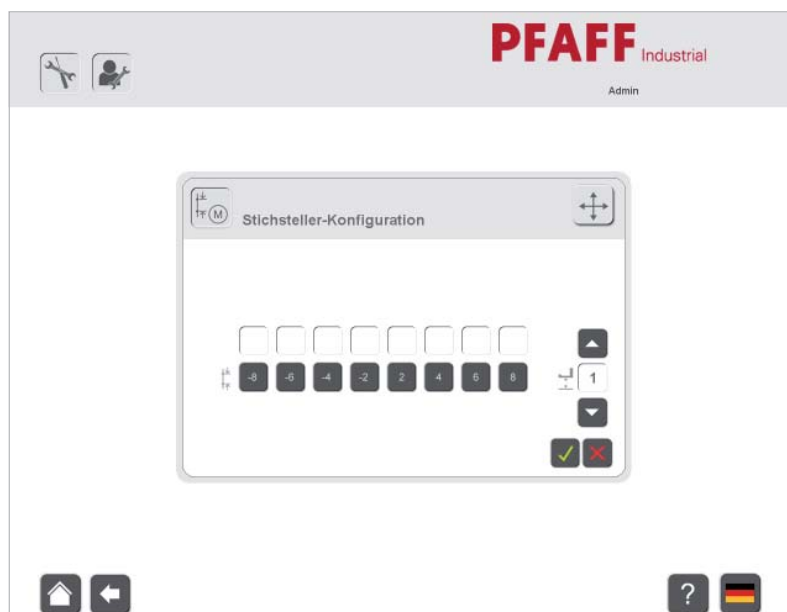 PFAFF Industrial
Admin
M
Stichsteller-Konfiguration
-8 -6 -4 -2 2 4 6 8
1
?